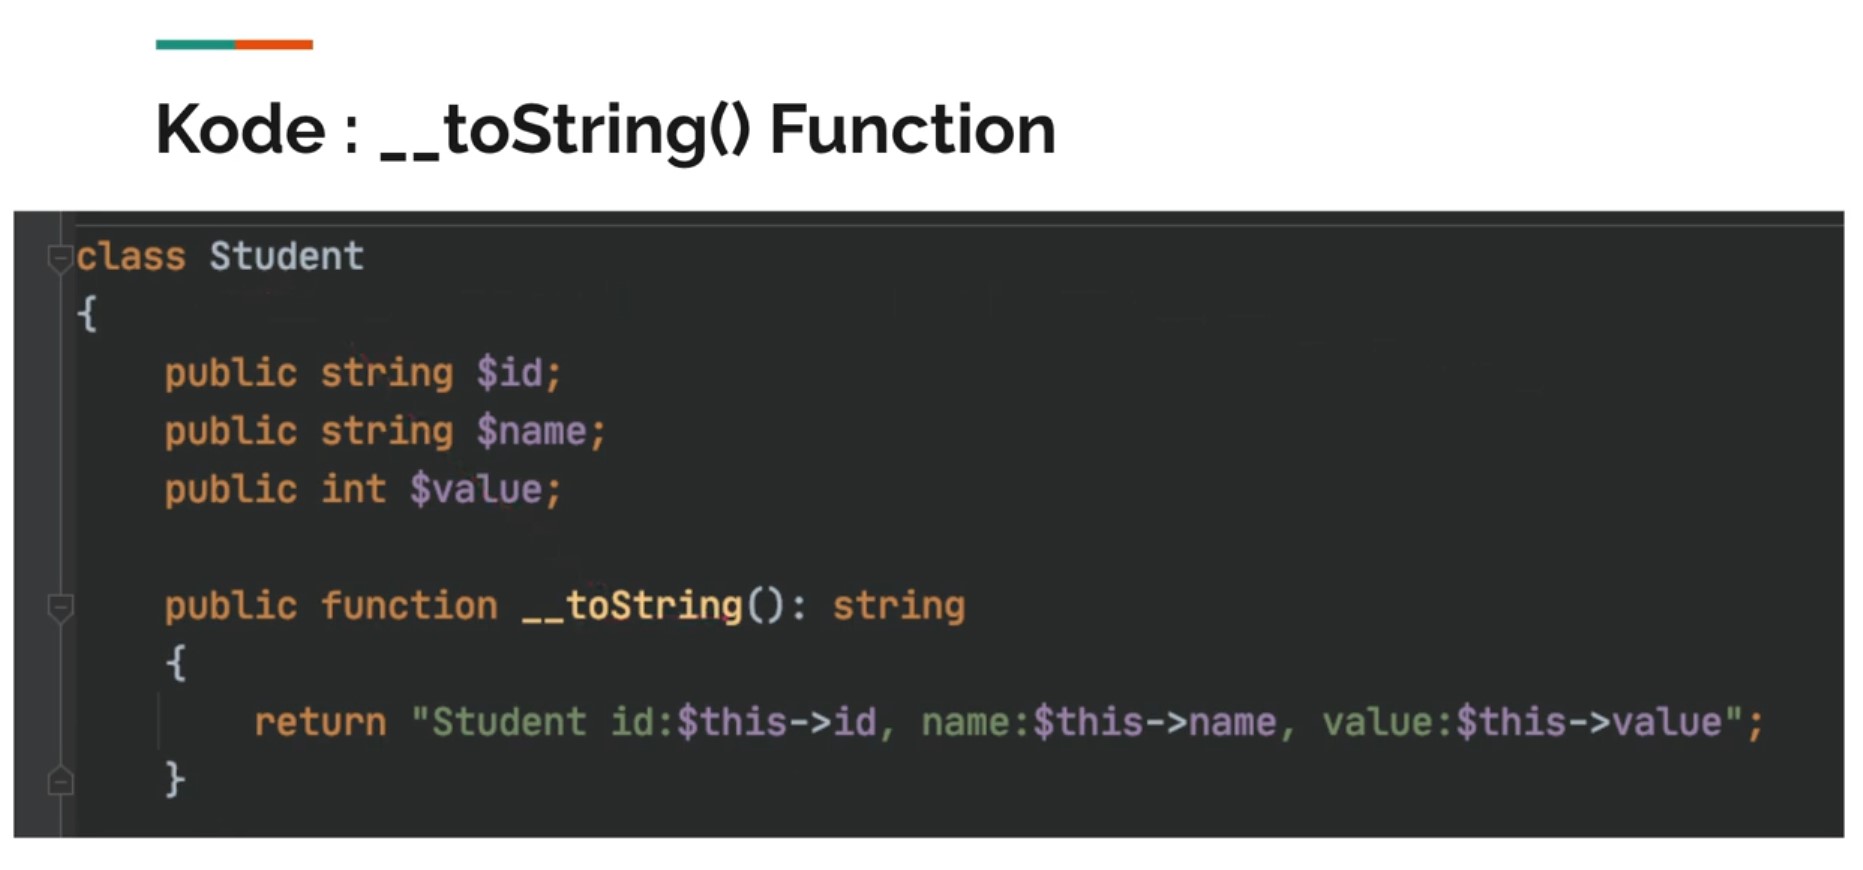 Kode : __toString() Function
class Student
{
public string $id;
public string $name;
public int $value;
public function __toString(): string
{
return "Student id:$this->id, name:$this->name, value:$this->value";
}